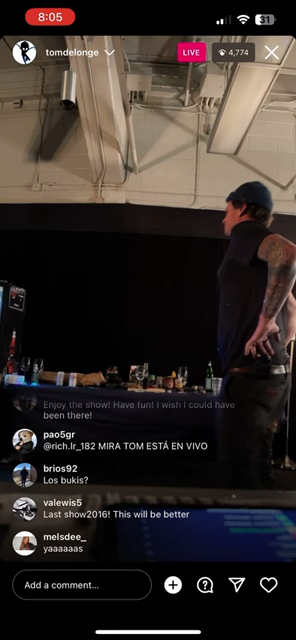 8:05
31
tomdelonge
LIVE
4,774
Enjoy the show! Have fun! I wish I could have
been there!
pao5gr
@rich.lr_182 MIRA TOM ESTÁ EN VIVO
brios92
Los bukis?
valewis5
Last show2016! This will be better
melsdee_
yaaaaaas
Add a comment...